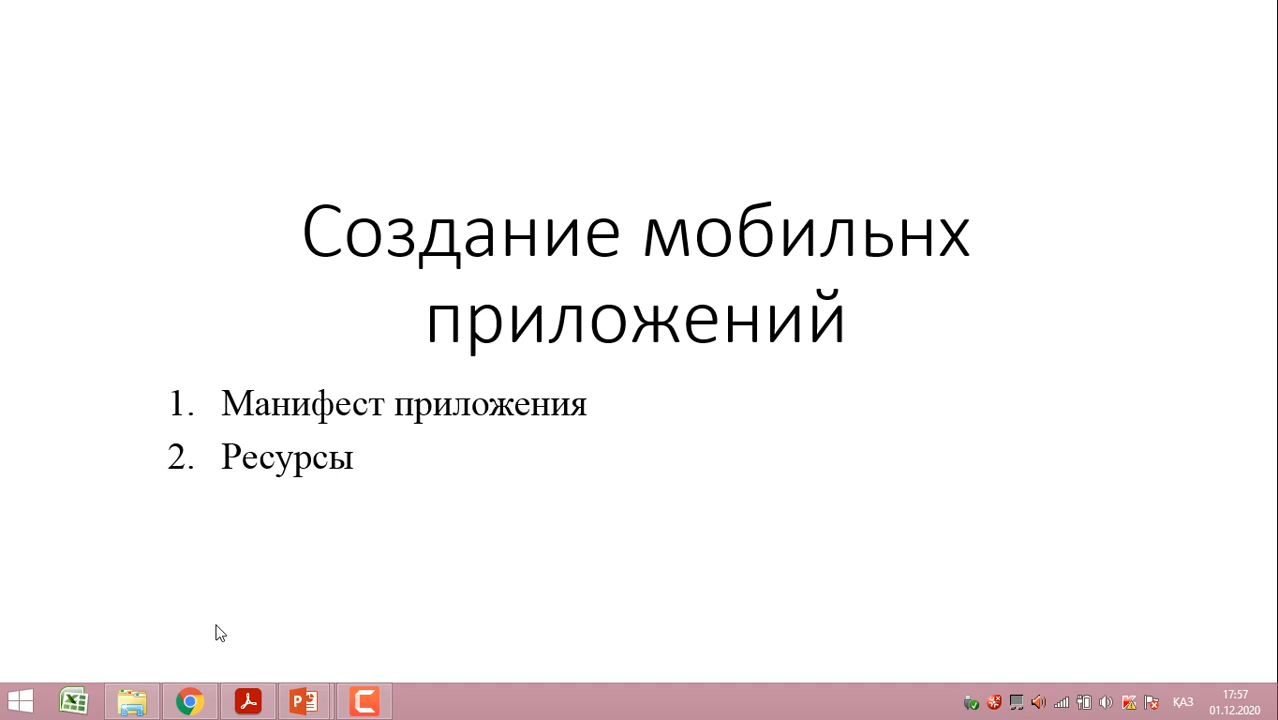 Создание мобильнх
приложений
1. Манифест приложения
2. Ресурсы
ҚАЗ
17:57
01.12.2020